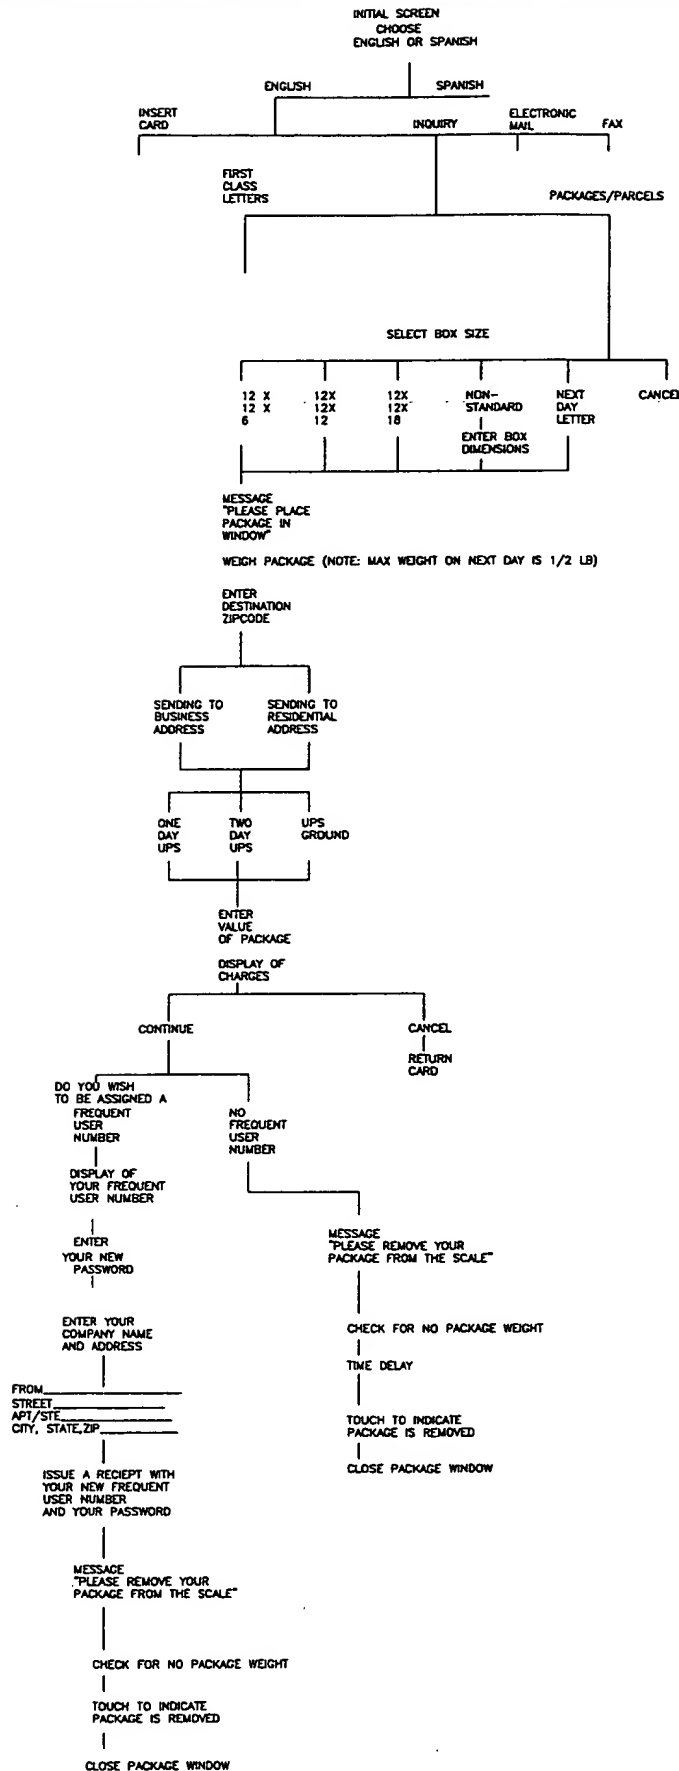 INITIAL SCREEN
CHOOSE
ENGLISH OR SPANISH
ENGLISH
SPANISH
INSERT
CARD
INQUIRY
ELECTRONIC
MAIL
FAX
FIRST
CLASS
LETTERS
PACKAGES/PARCELS
SELECT BOX SIZE
12 X
12 X
6
12X
12X
12
12X
12X
18
NON-
STANDARD
ENTER BOX
DIMENSIONS
NEXT
DAY
LETTER
CANCEL
MESSAGE
"PLEASE PLACE
PACKAGE IN
WINDOW"
WEIGH PACKAGE (NOTE: MAX WEIGHT ON NEXT DAY IS 1/2 LB)
ENTER
DESTINATION
ZIPCODE
SENDING TO
BUSINESS
ADDRESS
SENDING TO
RESIDENTIAL
ADDRESS
ONE
DAY
UPS
TWO
DAY
UPS
UPS
GROUND
ENTER
VALUE
OF PACKAGE
DISPLAY OF
CHARGES
CONTINUE
CANCEL
RETURN
CARD
DO YOU WISH
TO BE ASSIGNED A
FREQUENT
USER
NUMBER
NO
FREQUENT
USER
NUMBER
DISPLAY OF
YOUR FREQUENT
USER NUMBER
ENTER
YOUR NEW
PASSWORD
ENTER YOUR
COMPANY NAME
AND ADDRESS
FROM
STREET
APT/STE
CITY, STATE,ZIP
ISSUE A RECIEPT WITH
YOUR NEW FREQUENT
USER NUMBER
AND YOUR PASSWORD
MESSAGE
"PLEASE REMOVE YOUR
PACKAGE FROM THE SCALE"
CHECK FOR NO PACKAGE WEIGHT
TOUCH TO INDICATE
PACKAGE IS REMOVED
CLOSE PACKAGE WINDOW
MESSAGE
"PLEASE REMOVE YOUR
PACKAGE FROM THE SCALE"
CHECK FOR NO PACKAGE WEIGHT
TIME DELAY
TOUCH TO INDICATE
PACKAGE IS REMOVED
CLOSE PACKAGE WINDOW